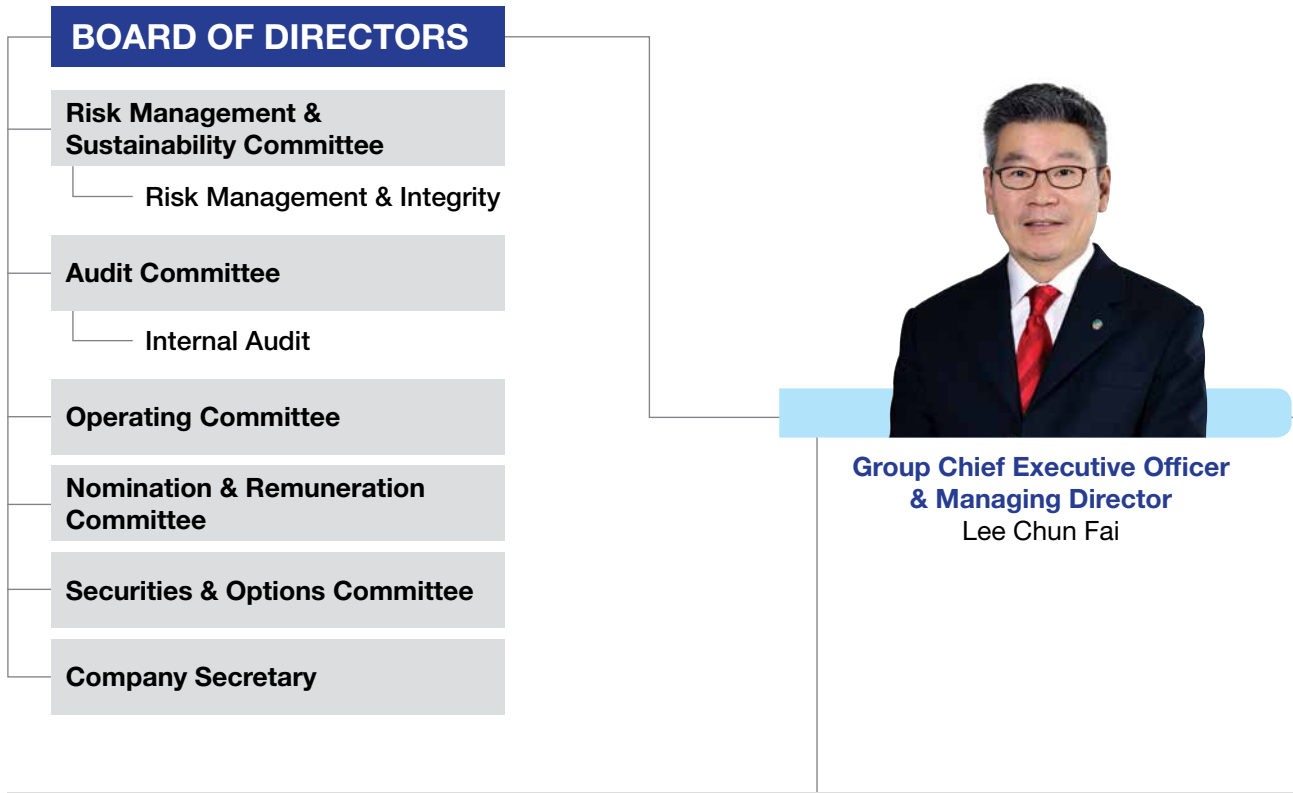 BOARD OF DIRECTORS
Risk Management &
Sustainability Committee
Risk Management & Integrity
Audit Committee
Internal Audit
Operating Committee
Nomination & Remuneration
Committee
Securities & Options Committee
Company Secretary
Group Chief Executive Officer
& Managing Director
Lee Chun Fai